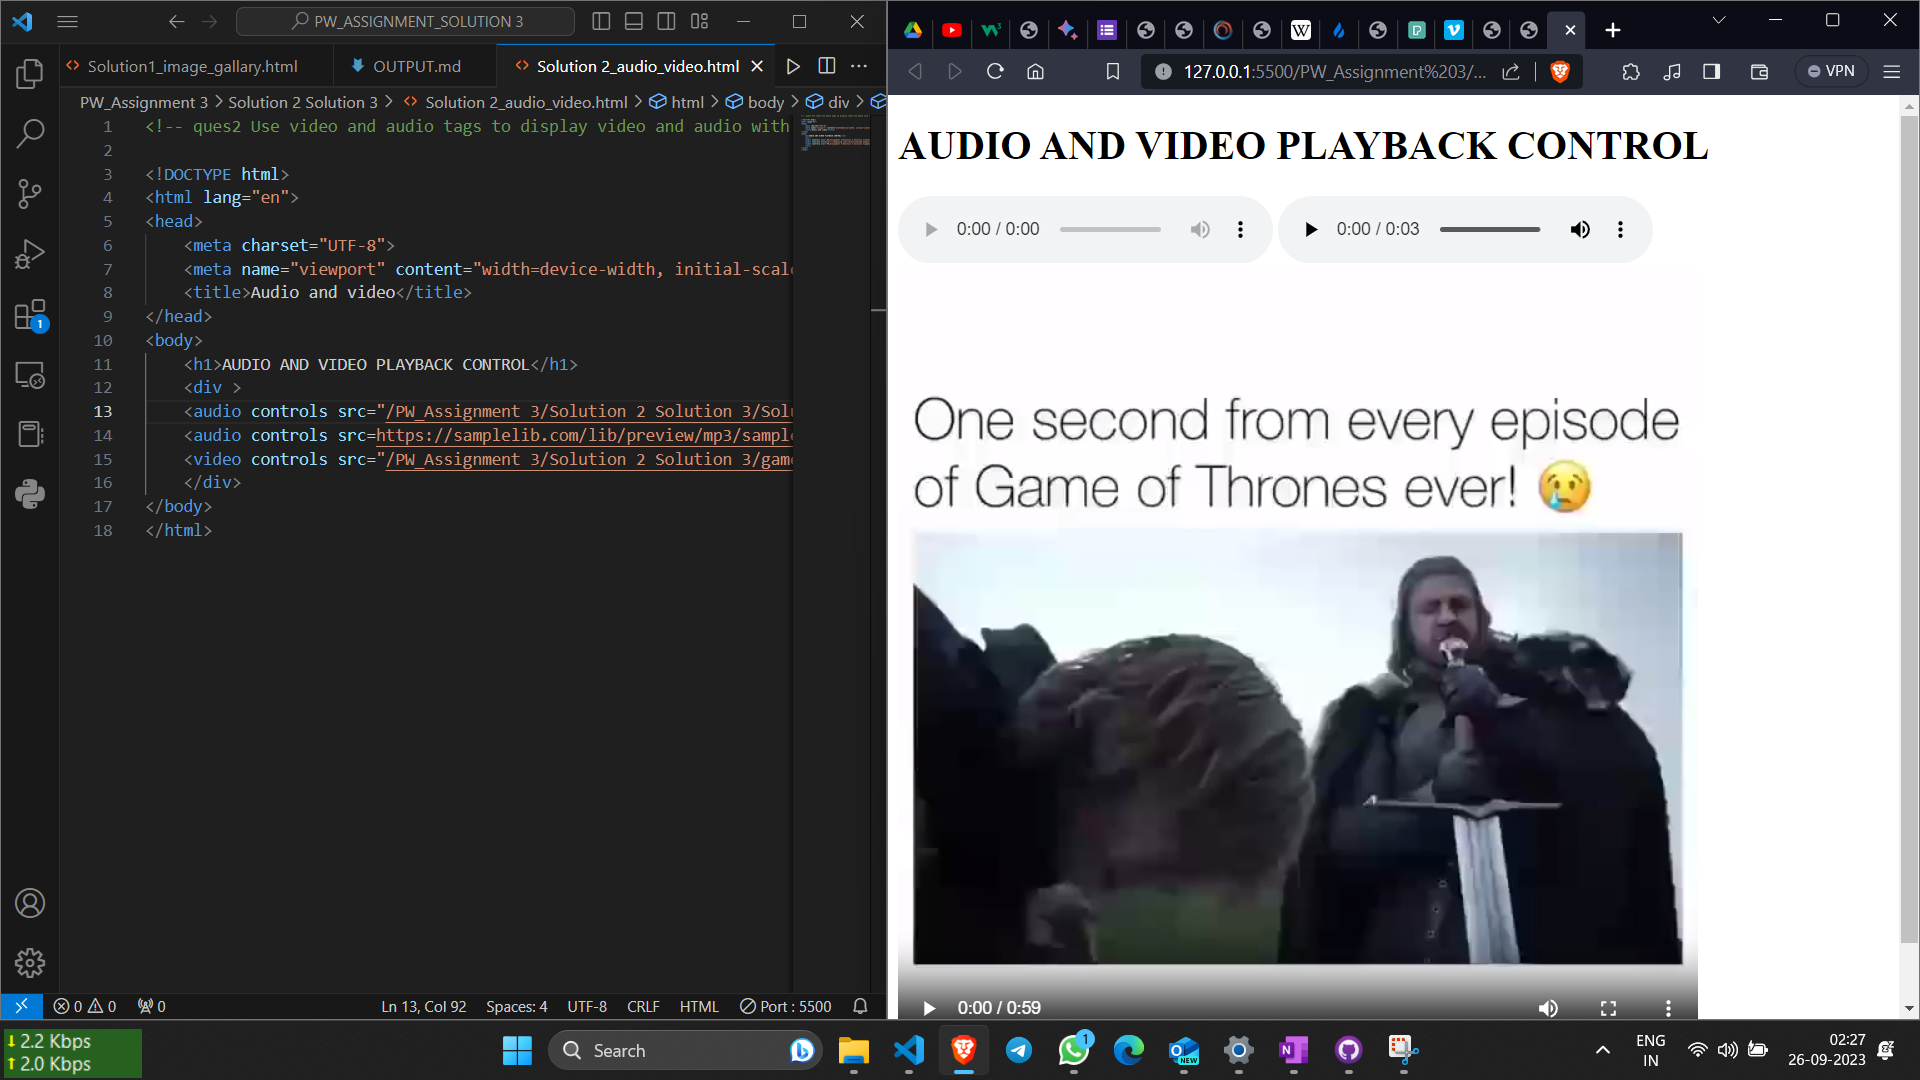 PW_ASSIGNMENT_SOLUTION 3
Solution1_image_gallary.html
OUTPUT.md
Solution 2_audio_video.html
PW_Assignment 3 > Solution 2 Solution 3 > Solution 2_audio_video.html > html > body > div >
1 <!-- ques2 Use video and audio tags to display video and audio with
2
3 <!DOCTYPE html>
4 <html lang="en">
5 <head>
6 <meta charset="UTF-8">
7 <meta name="viewport" content="width=device-width, initial-scale
8 <title>Audio and video</title>
9 </head>
10 <body>
11 <h1>AUDIO AND VIDEO PLAYBACK CONTROL</h1>
12 <div >
13 <audio controls src="/PW_Assignment 3/Solution 2 Solution 3/Solu
14 <audio controls src=https://samplelib.com/lib/preview/mp3/sample
15 <video controls src="/PW_Assignment 3/Solution 2 Solution 3/game
16 </div>
17 </body>
18 </html>
1
0 0 0
Ln 13, Col 92
Spaces: 4
UTF-8
CRLF
HTML
Port : 5500
127.0.0.1:5500/PW_Assignment%203/...
VPN
AUDIO AND VIDEO PLAYBACK CONTROL
0:00 / 0:00
0:00 / 0:03
One second from every episode
of Game of Thrones ever! 😢
0:00 / 0:59
2.2 Kbps
2.0 Kbps
Search
1
NEW
ENG
IN
02:27
26-09-2023